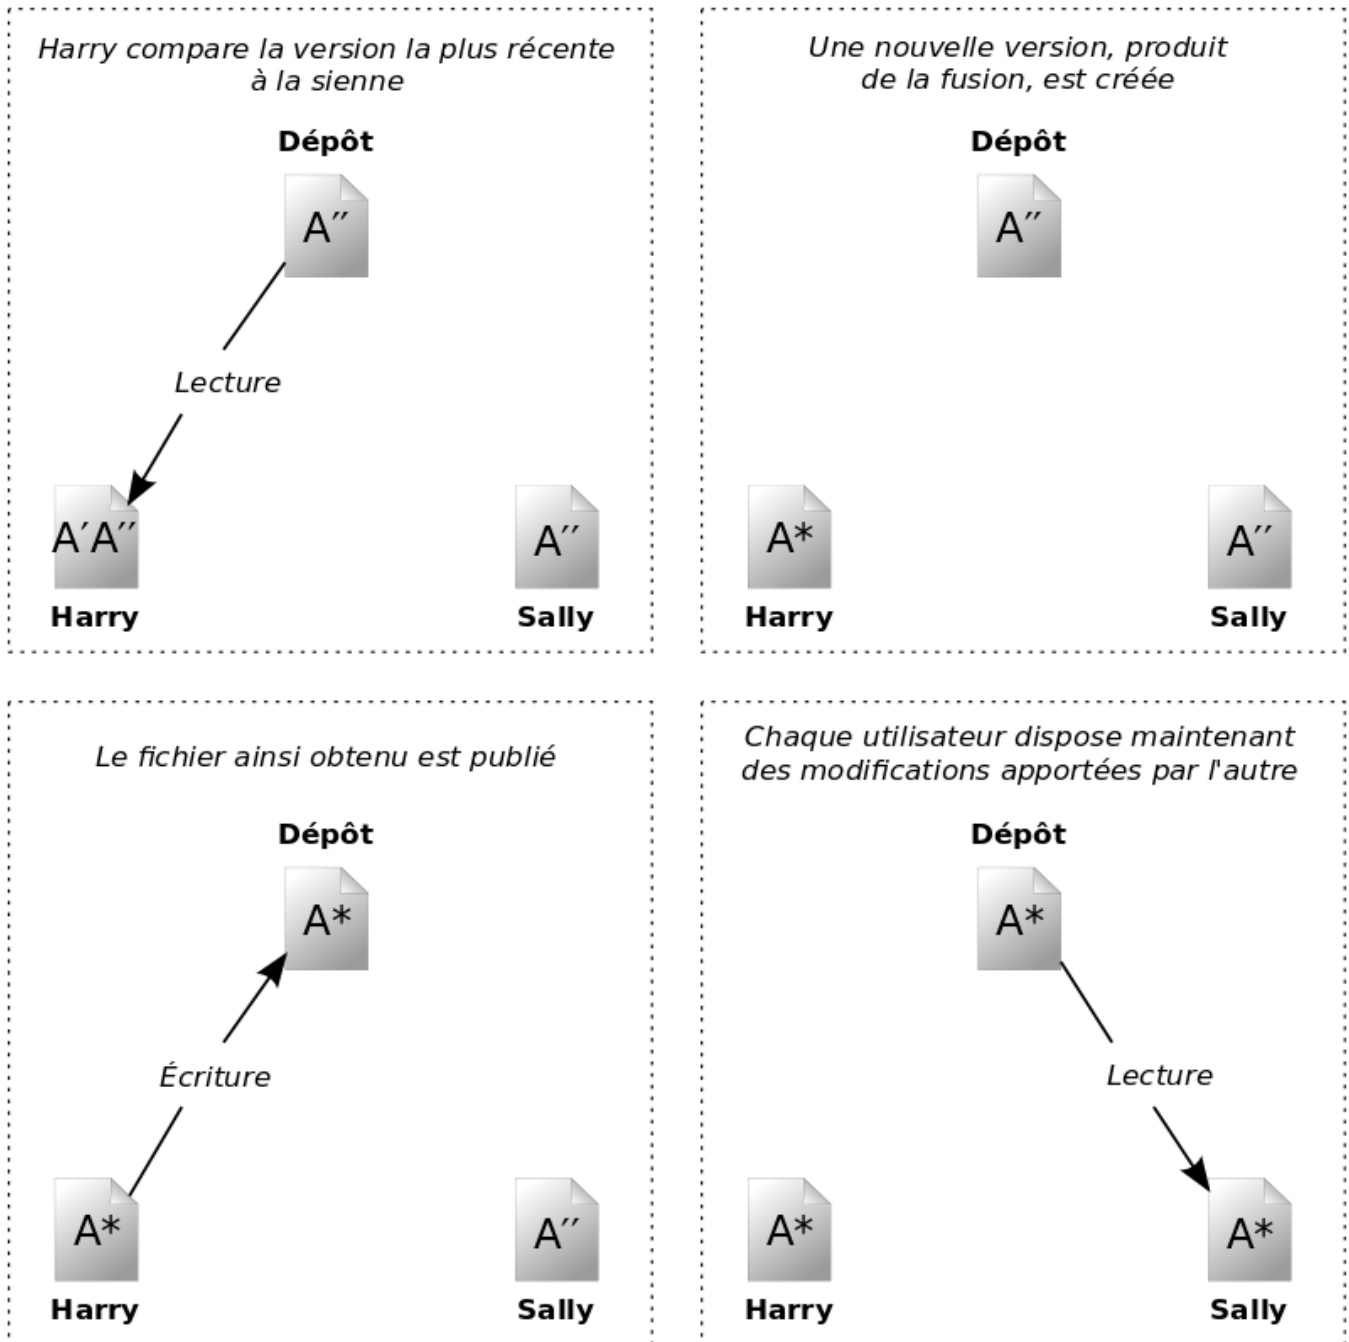 Harry compare la version la plus récente
à la sienne
Dépôt
A″
Lecture
A′A″
A″
Harry
Sally
Une nouvelle version, produit
de la fusion, est créée
Dépôt
A″
A*
A″
Harry
Sally
Le fichier ainsi obtenu est publié
Dépôt
A*
Écriture
A*
A″
Harry
Sally
Chaque utilisateur dispose maintenant
des modifications apportées par l'autre
Dépôt
A*
Lecture
A*
A*
Harry
Sally